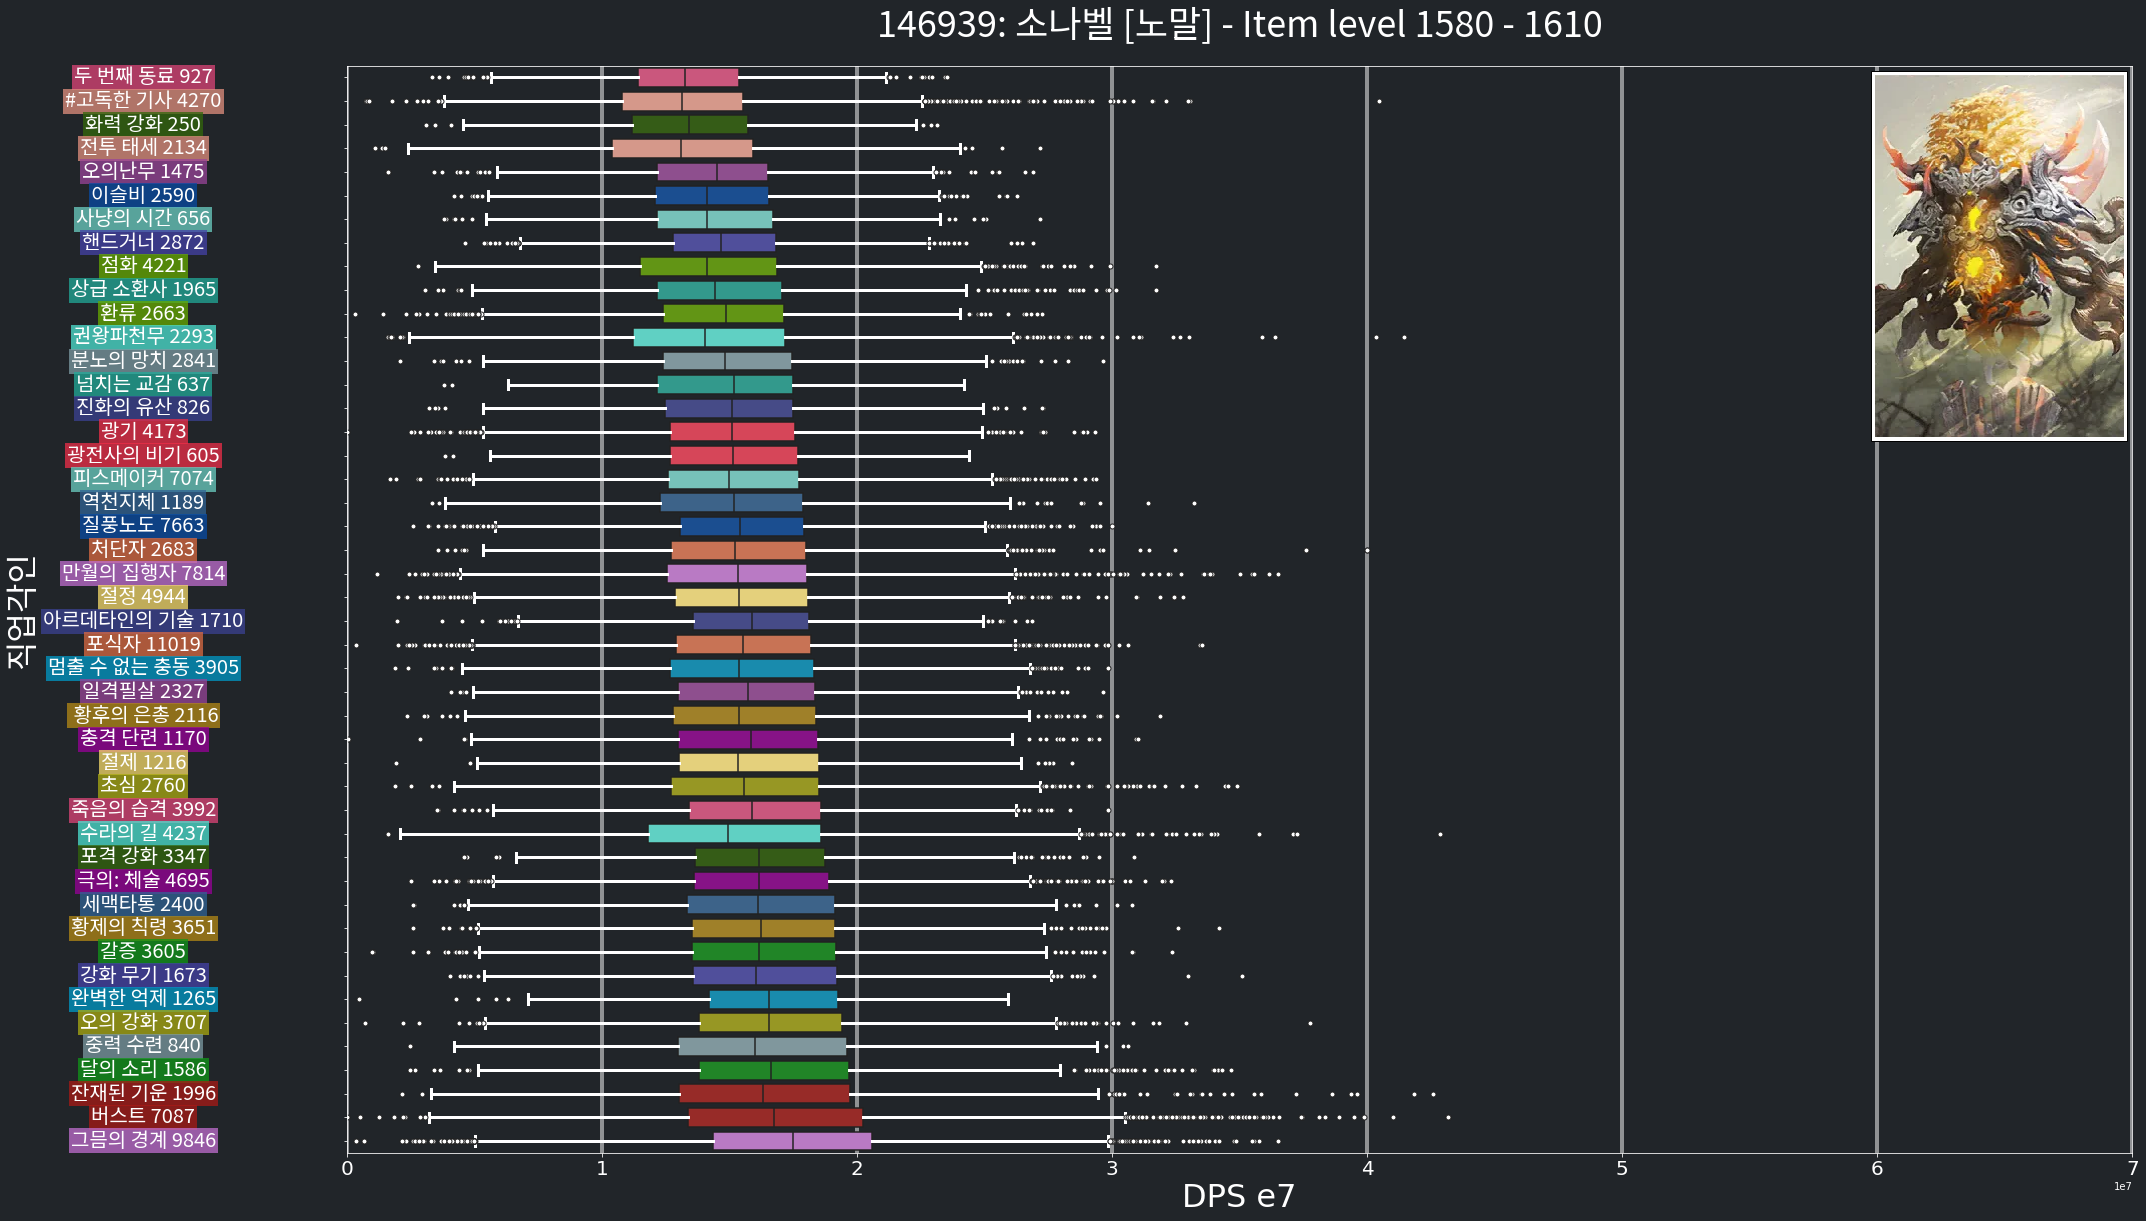 146939: 소나벨 [노말] - Item level 1580 - 1610
두 번째 동료 927
#고독한 기사 4270
화력 강화 250
전투 태세 2134
오의난무 1475
이슬비 2590
사냥의 시간 656
핸드거너 2872
점화 4221
상급 소환사 1965
환류 2663
권왕파천무 2293
분노의 망치 2841
넘치는 교감 637
진화의 유산 826
광기 4173
광전사의 비기 605
피스메이커 7074
역천지체 1189
질풍노도 7663
처단자 2683
만월의 집행자 7814
절정 4944
아르데타인의 기술 1710
포식자 11019
멈출 수 없는 충동 3905
일격필살 2327
황후의 은총 2116
충격 단련 1170
절제 1216
초심 2760
죽음의 습격 3992
수라의 길 4237
포격 강화 3347
극의: 체술 4695
세맥타통 2400
황제의 칙령 3651
갈증 3605
강화 무기 1673
완벽한 억제 1265
오의 강화 3707
중력 수련 840
달의 소리 1586
잔재된 기운 1996
버스트 7087
그믐의 경계 9846
직업각인
0 1 2 3 4 5 6 7
1e7
DPS e7